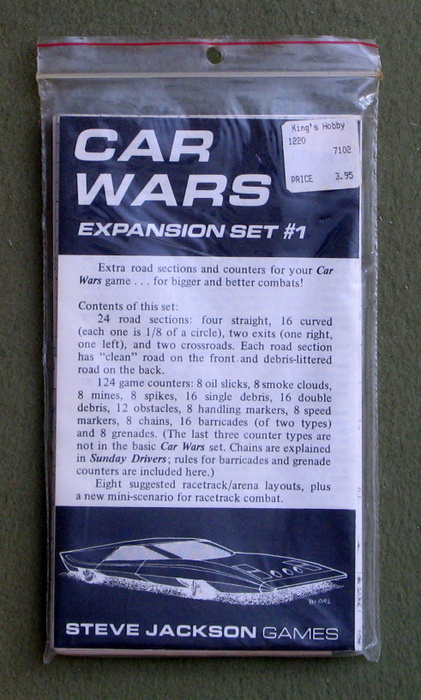 CAR
WARS
EXPANSION SET #1
King's Hobby
1220
7102
PRICE 3.95
Extra road sections and counters for your Car
Wars game . . . for bigger and better combats!
Contents of this set:
24 road sections: four straight, 16 curved
(each one is 1/8 of a circle), two exits (one right,
one left), and two crossroads. Each road section
has "clean" road on the front and debris-littered
road on the back.
124 game counters: 8 oil slicks, 8 smoke clouds,
8 mines, 8 spikes, 16 single debris, 16 double
debris, 12 obstacles, 8 handling markers, 8 speed
markers, 8 chains, 16 barricades (of two types)
and 8 grenades. (The last three counter types are
not in the basic Car Wars set. Chains are explained
in Sunday Drivers; rules for barricades and grenade
counters are included here.)
Eight suggested racetrack/arena layouts, plus
a new mini-scenario for racetrack combat.
STEVE JACKSON GAMES